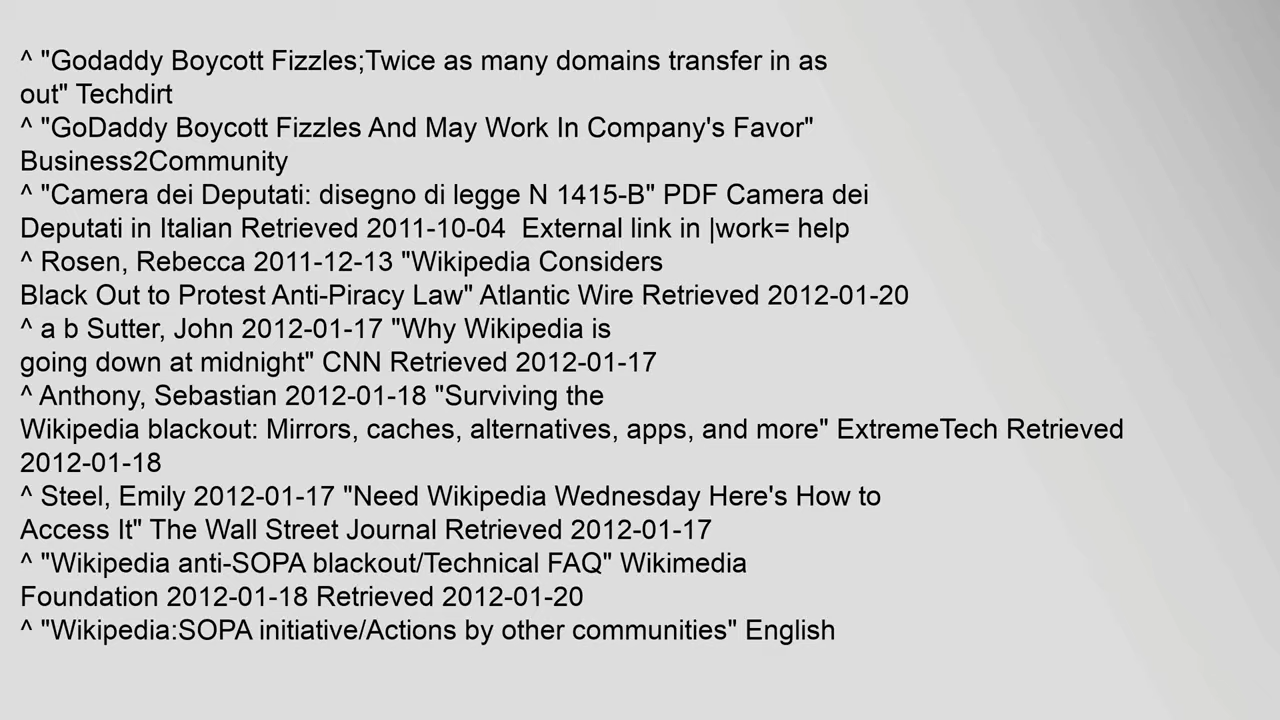 ^ "Godaddy Boycott Fizzles;Twice as many domains transfer in as
out" Techdirt
^ "GoDaddy Boycott Fizzles And May Work In Company's Favor"
Business2Community
^ "Camera dei Deputati: disegno di legge N 1415-B" PDF Camera dei
Deputati in Italian Retrieved 2011-10-04  External link in |work= help
^ Rosen, Rebecca 2011-12-13 "Wikipedia Considers
Black Out to Protest Anti-Piracy Law" Atlantic Wire Retrieved 2012-01-20
^ a b Sutter, John 2012-01-17 "Why Wikipedia is
going down at midnight" CNN Retrieved 2012-01-17
^ Anthony, Sebastian 2012-01-18 "Surviving the
Wikipedia blackout: Mirrors, caches, alternatives, apps, and more" ExtremeTech Retrieved
2012-01-18
^ Steel, Emily 2012-01-17 "Need Wikipedia Wednesday Here's How to
Access It" The Wall Street Journal Retrieved 2012-01-17
^ "Wikipedia anti-SOPA blackout/Technical FAQ" Wikimedia
Foundation 2012-01-18 Retrieved 2012-01-20
^ "Wikipedia:SOPA initiative/Actions by other communities" English